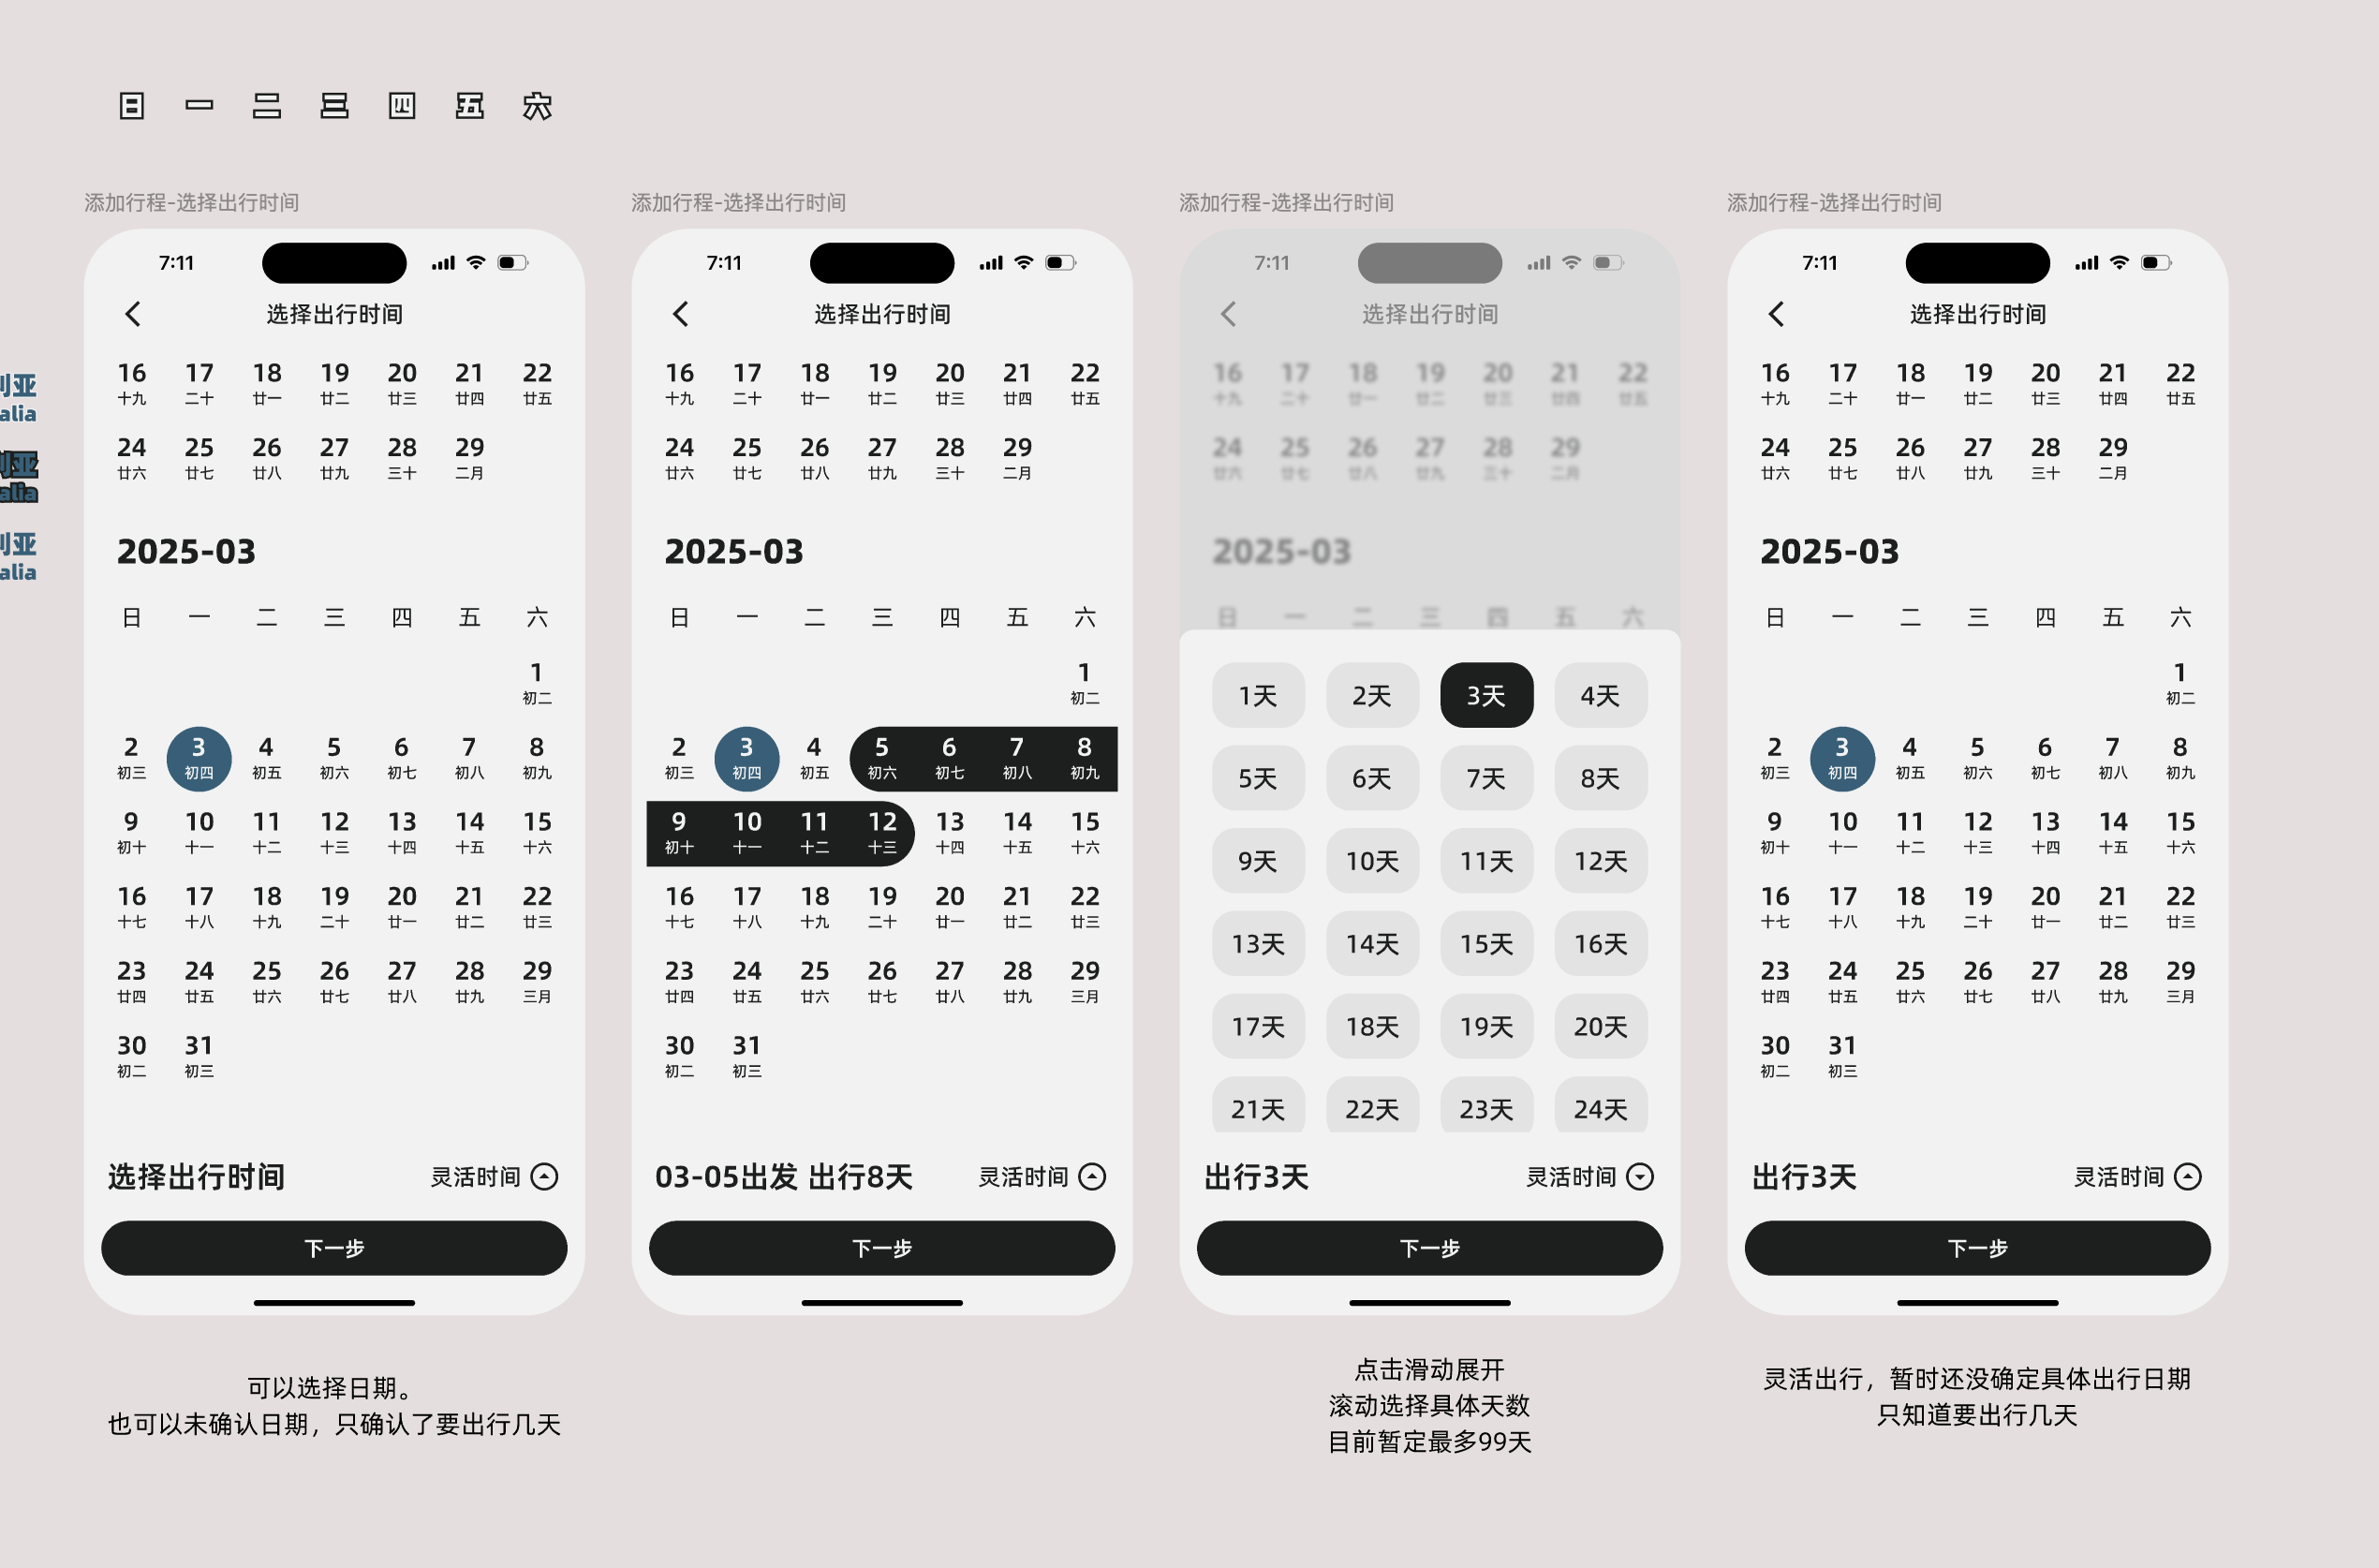 日 一 二 三 四 五 六
利亚
alia
利亚
alia
利亚
alia
添加行程-选择出行时间
7:11
选择出行时间
16 17 18 19 20 21 22
十九 二十 廿一 廿二 廿三 廿四 廿五
24 25 26 27 28 29
廿六 廿七 廿八 廿九 三十 二月
2025-03
日 一 二 三 四 五 六
1
初二
2 3 4 5 6 7 8
初三 初四 初五 初六 初七 初八 初九
9 10 11 12 13 14 15
初十 十一 十二 十三 十四 十五 十六
16 17 18 19 20 21 22
十七 十八 十九 二十 廿一 廿二 廿三
23 24 25 26 27 28 29
廿四 廿五 廿六 廿七 廿八 廿九 三月
30 31
初二 初三
选择出行时间 灵活时间
下一步
可以选择日期。
也可以未确认日期，只确认了要出行几天
添加行程-选择出行时间
7:11
选择出行时间
16 17 18 19 20 21 22
十九 二十 廿一 廿二 廿三 廿四 廿五
24 25 26 27 28 29
廿六 廿七 廿八 廿九 三十 二月
2025-03
日 一 二 三 四 五 六
1
初二
2 3 4 5 6 7 8
初三 初四 初五 初六 初七 初八 初九
9 10 11 12 13 14 15
初十 十一 十二 十三 十四 十五 十六
16 17 18 19 20 21 22
十七 十八 十九 二十 廿一 廿二 廿三
23 24 25 26 27 28 29
廿四 廿五 廿六 廿七 廿八 廿九 三月
30 31
初二 初三
03-05出发 出行8天 灵活时间
下一步
添加行程-选择出行时间
7:11
选择出行时间
16 17 18 19 20 21 22
十九 二十 廿一 廿二 廿三 廿四 廿五
24 25 26 27 28 29
廿六 廿七 廿八 廿九 三十 二月
2025-03
日 一 二 三 四 五 六
1天 2天 3天 4天
5天 6天 7天 8天
9天 10天 11天 12天
13天 14天 15天 16天
17天 18天 19天 20天
21天 22天 23天 24天
出行3天 灵活时间
下一步
点击滑动展开
滚动选择具体天数
目前暂定最多99天
添加行程-选择出行时间
7:11
选择出行时间
16 17 18 19 20 21 22
十九 二十 廿一 廿二 廿三 廿四 廿五
24 25 26 27 28 29
廿六 廿七 廿八 廿九 三十 二月
2025-03
日 一 二 三 四 五 六
1
初二
2 3 4 5 6 7 8
初三 初四 初五 初六 初七 初八 初九
9 10 11 12 13 14 15
初十 十一 十二 十三 十四 十五 十六
16 17 18 19 20 21 22
十七 十八 十九 二十 廿一 廿二 廿三
23 24 25 26 27 28 29
廿四 廿五 廿六 廿七 廿八 廿九 三月
30 31
初二 初三
出行3天 灵活时间
下一步
灵活出行，暂时还没确定具体出行日期
只知道要出行几天